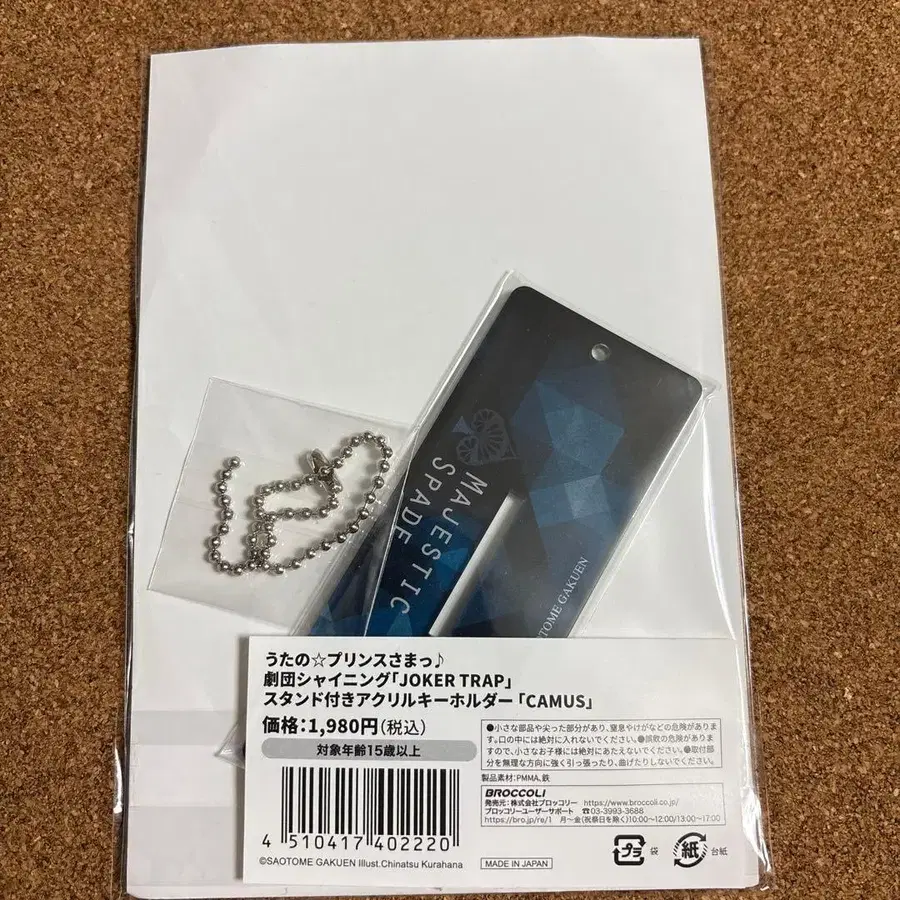 MAJESTIC
SPADE
OTOME GAKUEN
うたの☆プリンスさまっ♪
劇団シャイニング「JOKER TRAP」
スタンド付きアクリルキーホルダー「CAMUS」
価格:1,980円(税込)
対象年齢15歳以上
●小さな部品や尖った部分があり、窒息やけがなどの危険がありま
す。口の中には絶対に入れないでください。●誤飲の危険があり
ますので、小さなお子様には絶対にあたえないでください。●取付部
分を無理な方向に強く引っ張ったり、曲げたりしないでください。
製品素材:PMMA、鉄
BROCCOLI
発売元:株式会社ブロッコリー https://www.broccoli.co.jp/
ブロッコリーユーザーサポート ☎03-3993-3688
https://bro.jp/re/1 月~金(祝祭日を除く)10:00~12:00/13:00~17:00
4 510417 402220
©SAOTOME GAKUEN Illust.Chinatsu Kurahana
MADE IN JAPAN
プラ 袋
紙 台紙